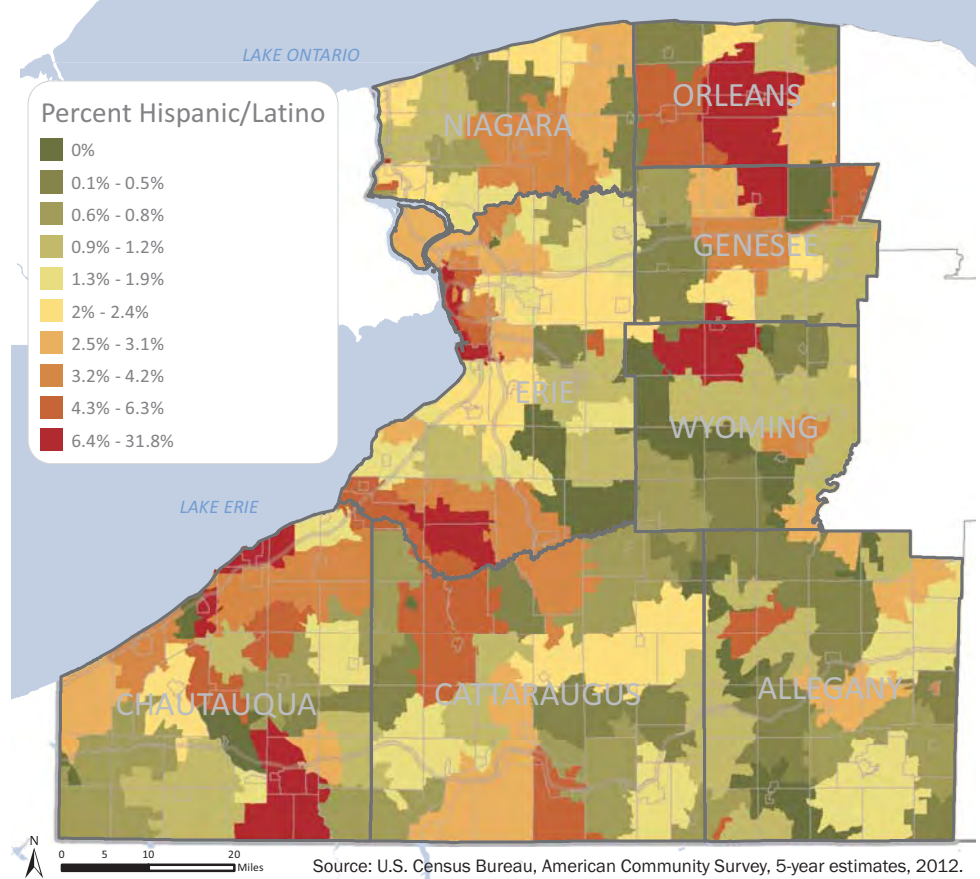 LAKE ONTARIO
Percent Hispanic/Latino
0%
0.1% - 0.5%
0.6% - 0.8%
0.9% - 1.2%
1.3% - 1.9%
2% - 2.4%
2.5% - 3.1%
3.2% - 4.2%
4.3% - 6.3%
6.4% - 31.8%
ORLEANS
NIAGARA
GENESEE
ERIE
WYOMING
LAKE ERIE
CHAUTAUQUA
CATTARAUGUS
ALLEGANY
N
0 5 10 20
Miles
Source: U.S. Census Bureau, American Community Survey, 5-year estimates, 2012.